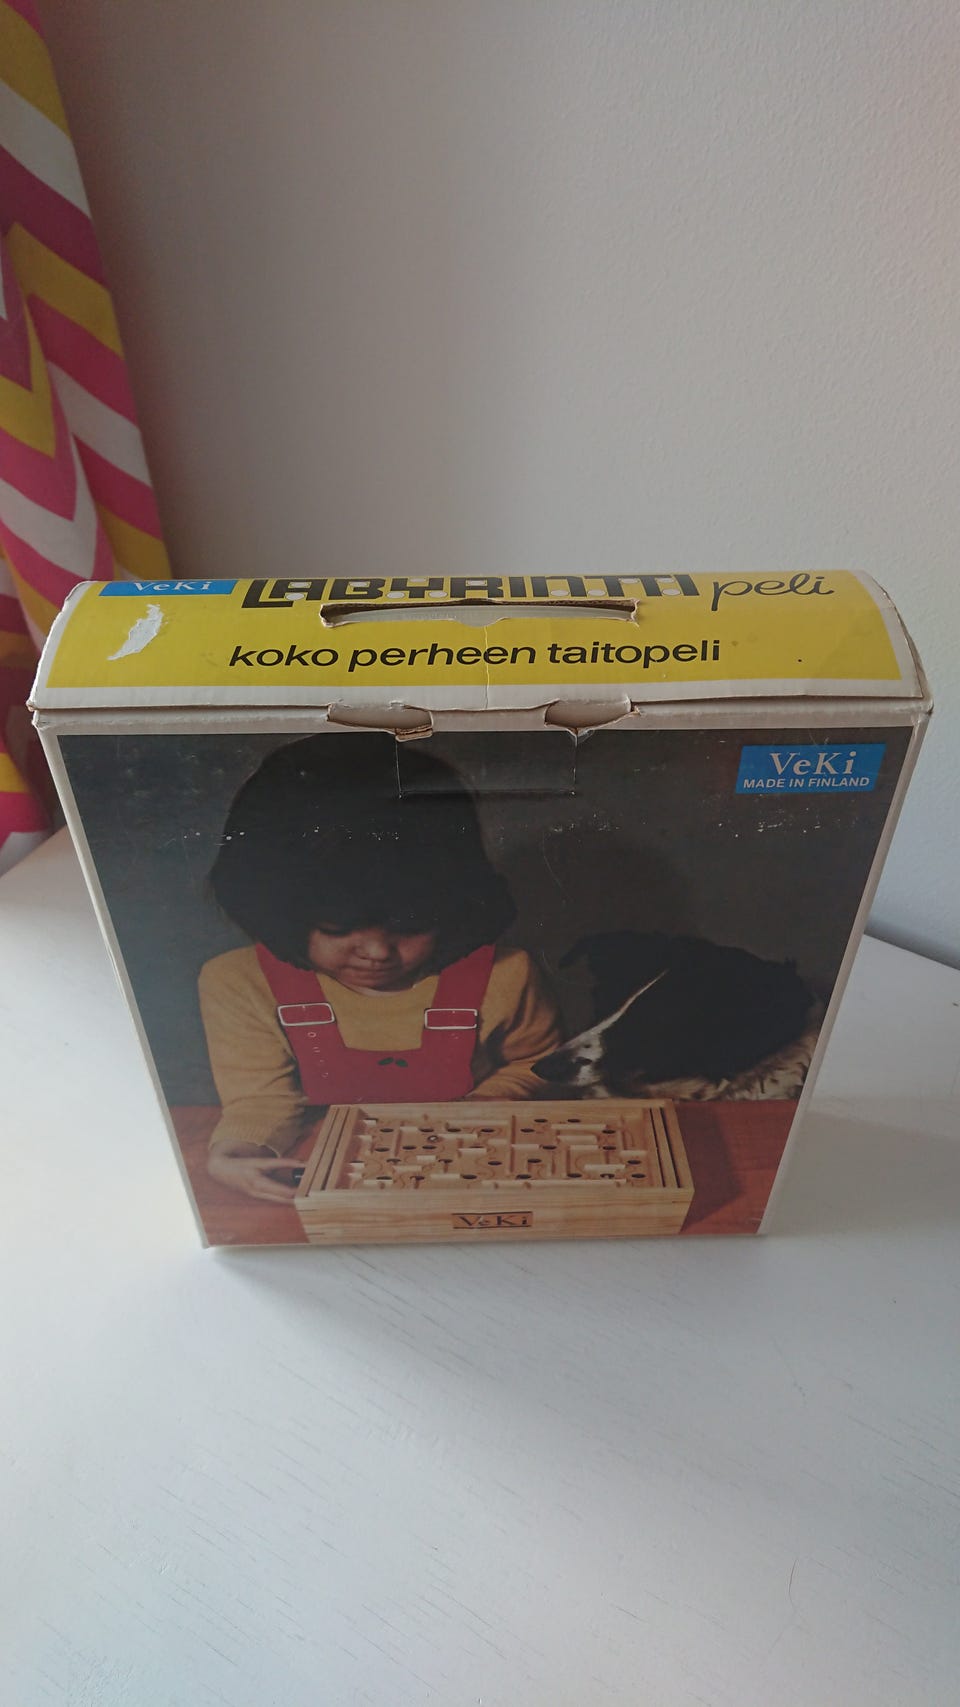 VeKi LABYRINTTI peli
koko perheen taitopeli
VeKi
MADE IN FINLAND
VeKi